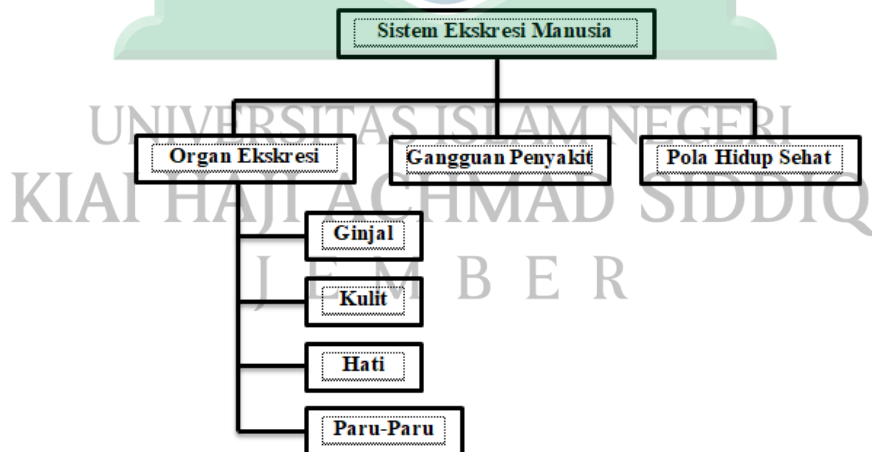 Sistem Ekskresi Manusia
UNIVERSITAS ISLAM NEGERI
Organ Ekskresi
Gangguan Penyakit
Pola Hidup Sehat
KIAI HAJI ACHMAD SIDDIQ
Ginjal
JEMBER
Kulit
Hati
Paru-Paru